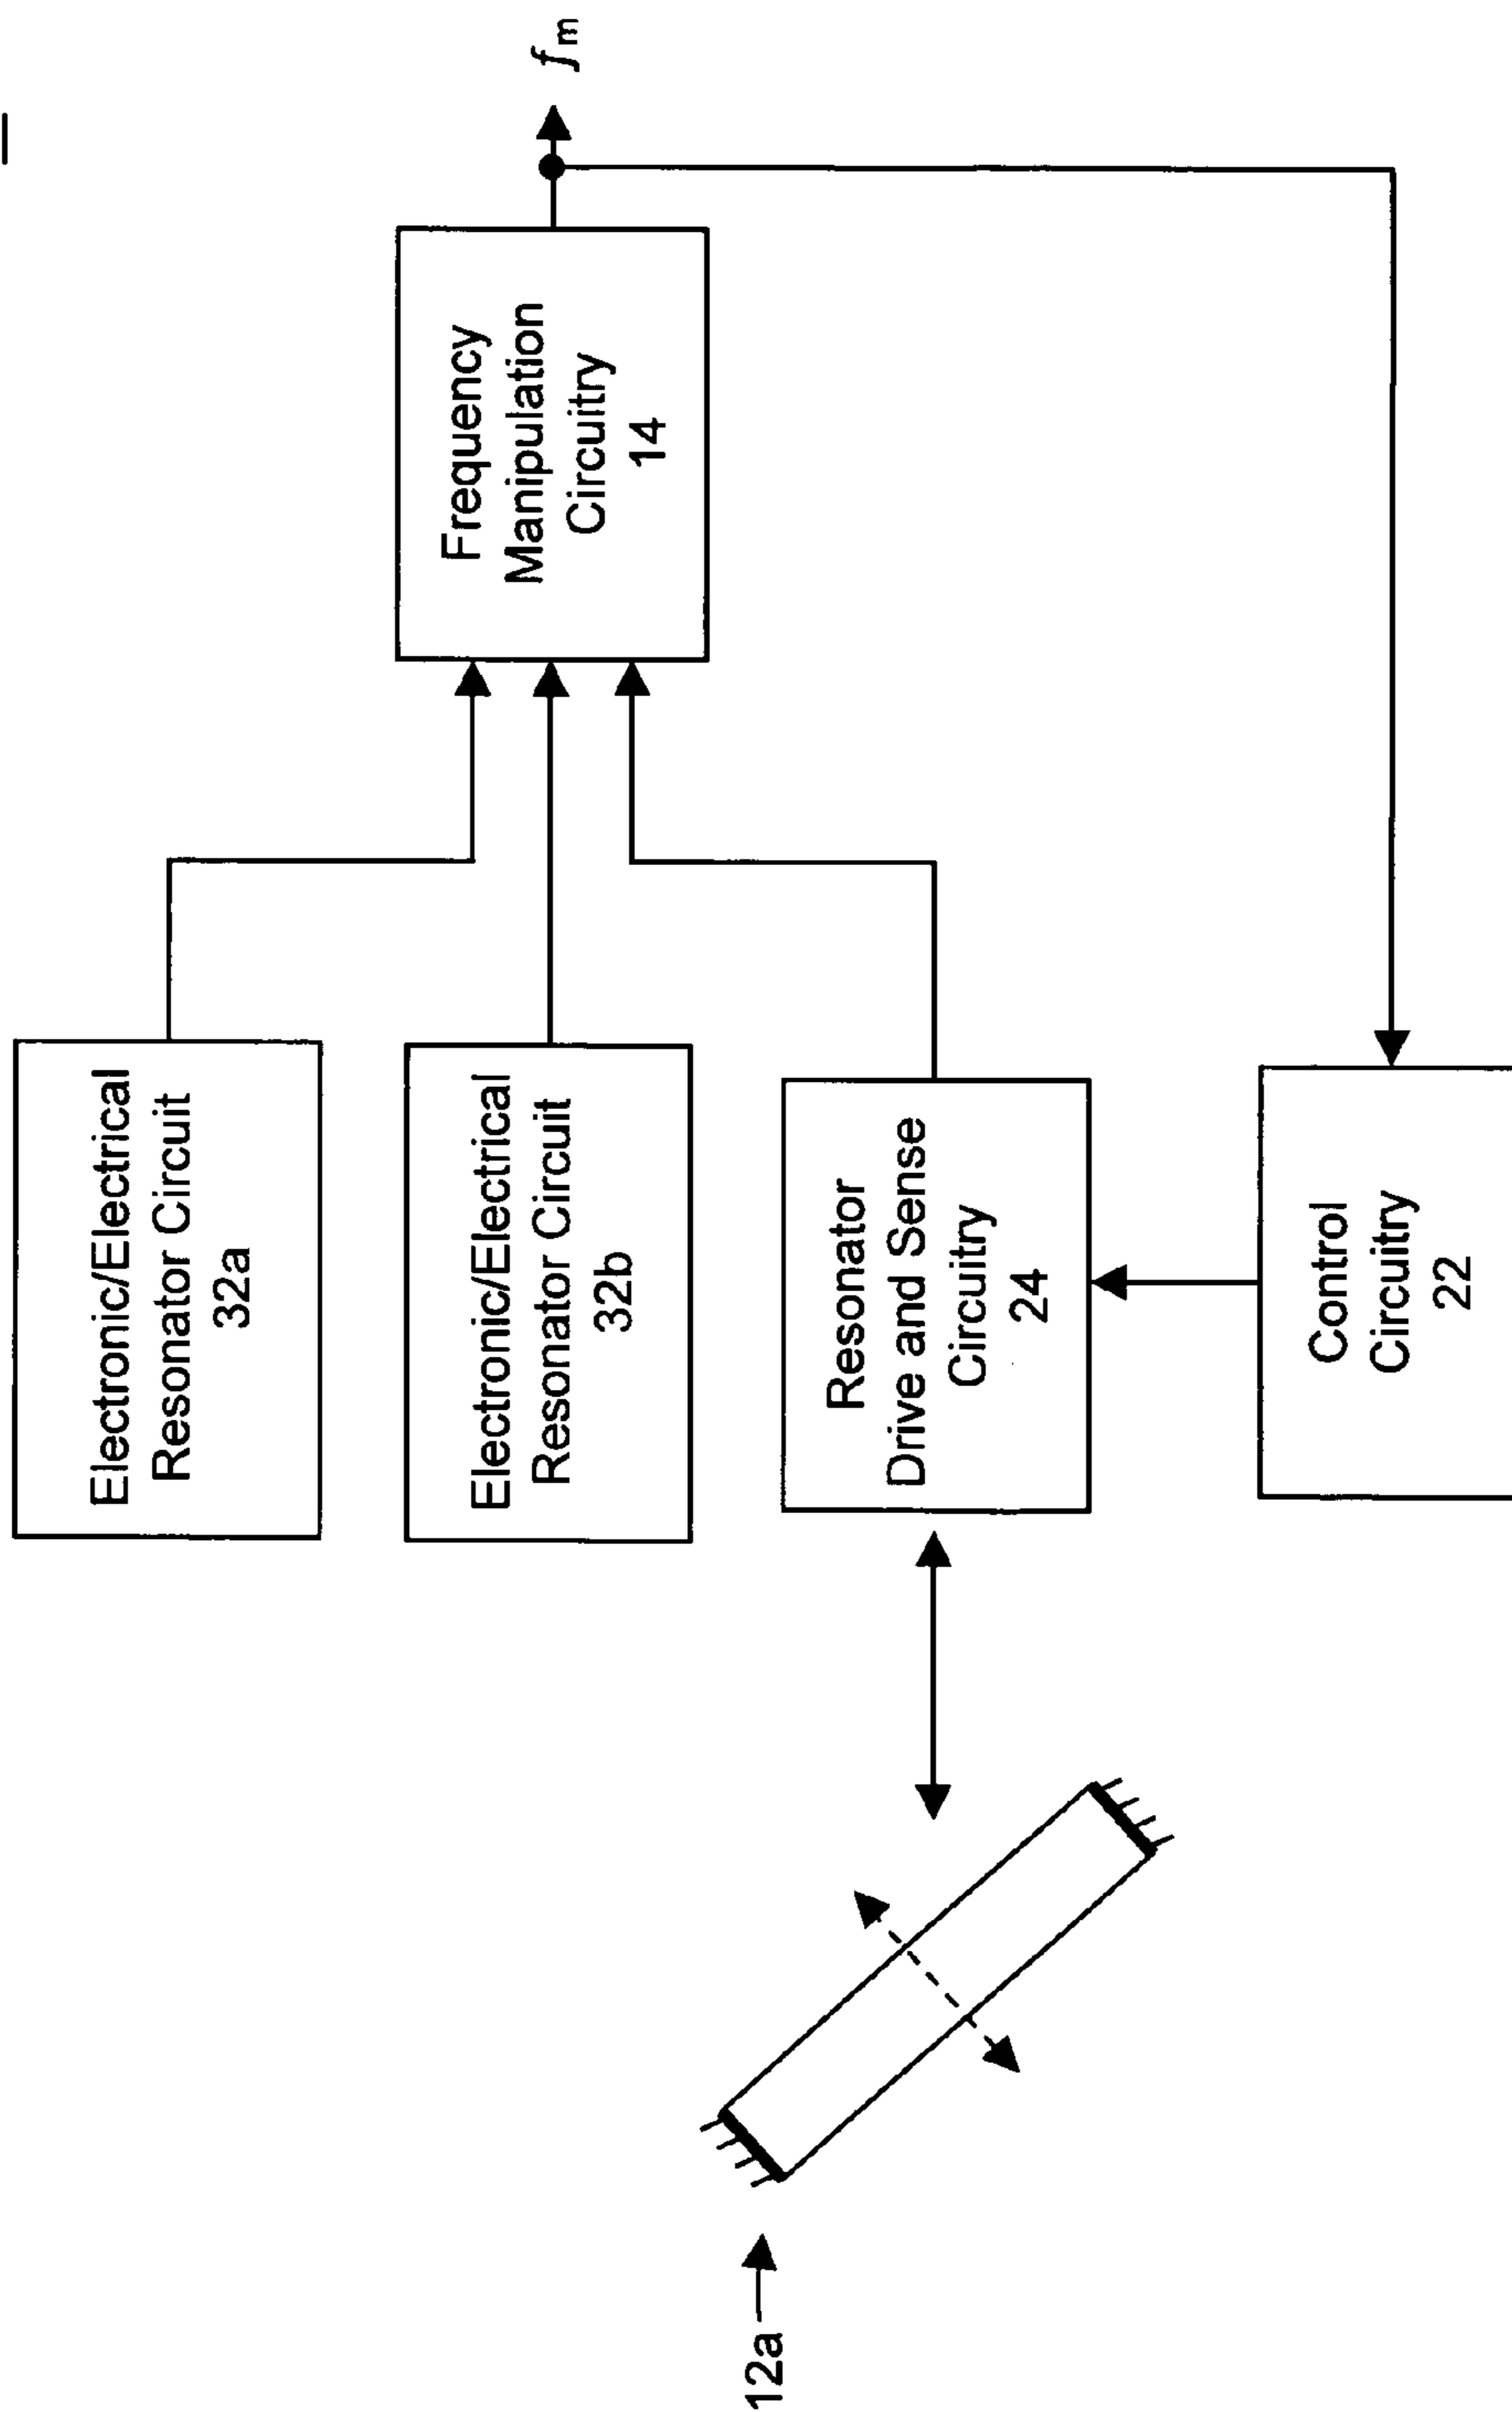 Electronic/Electrical
Resonator Circuit
32a
Electronic/Electrical
Resonator Circuit
32b
Frequency
Manipulation
Circuitry
14
fm
Resonator
Drive and Sense
Circuitry
24
12a
Control
Circuitry
22